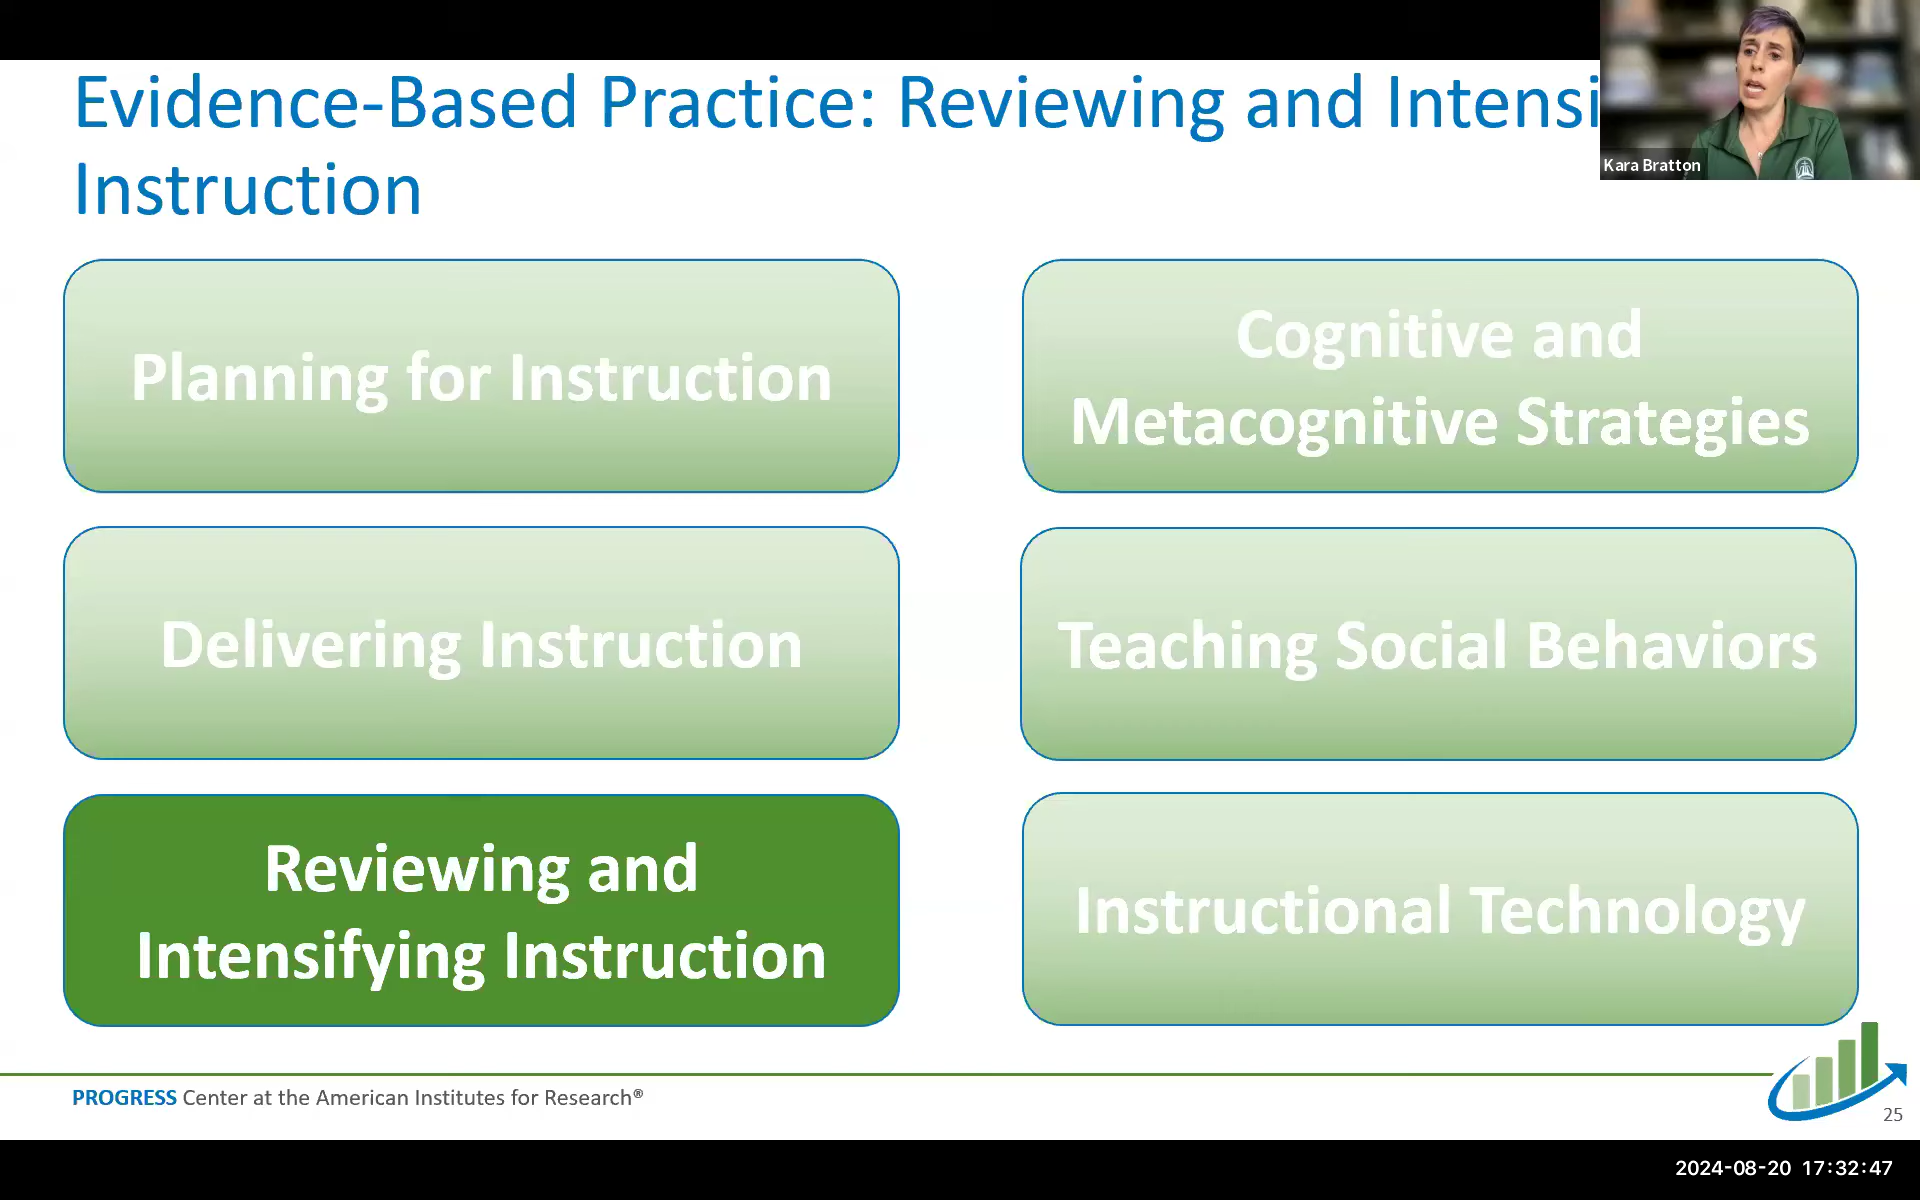 Evidence-Based Practice: Reviewing and
Instruction
Kara Bratton
Planning for Instruction
Cognitive and
Metacognitive Strategies
Delivering Instruction
Teaching Social Behaviors
Reviewing and
Intensifying Instruction
Instructional Technology
PROGRESS Center at the American Institutes for Research®
25
2024-08-20 17:32:47